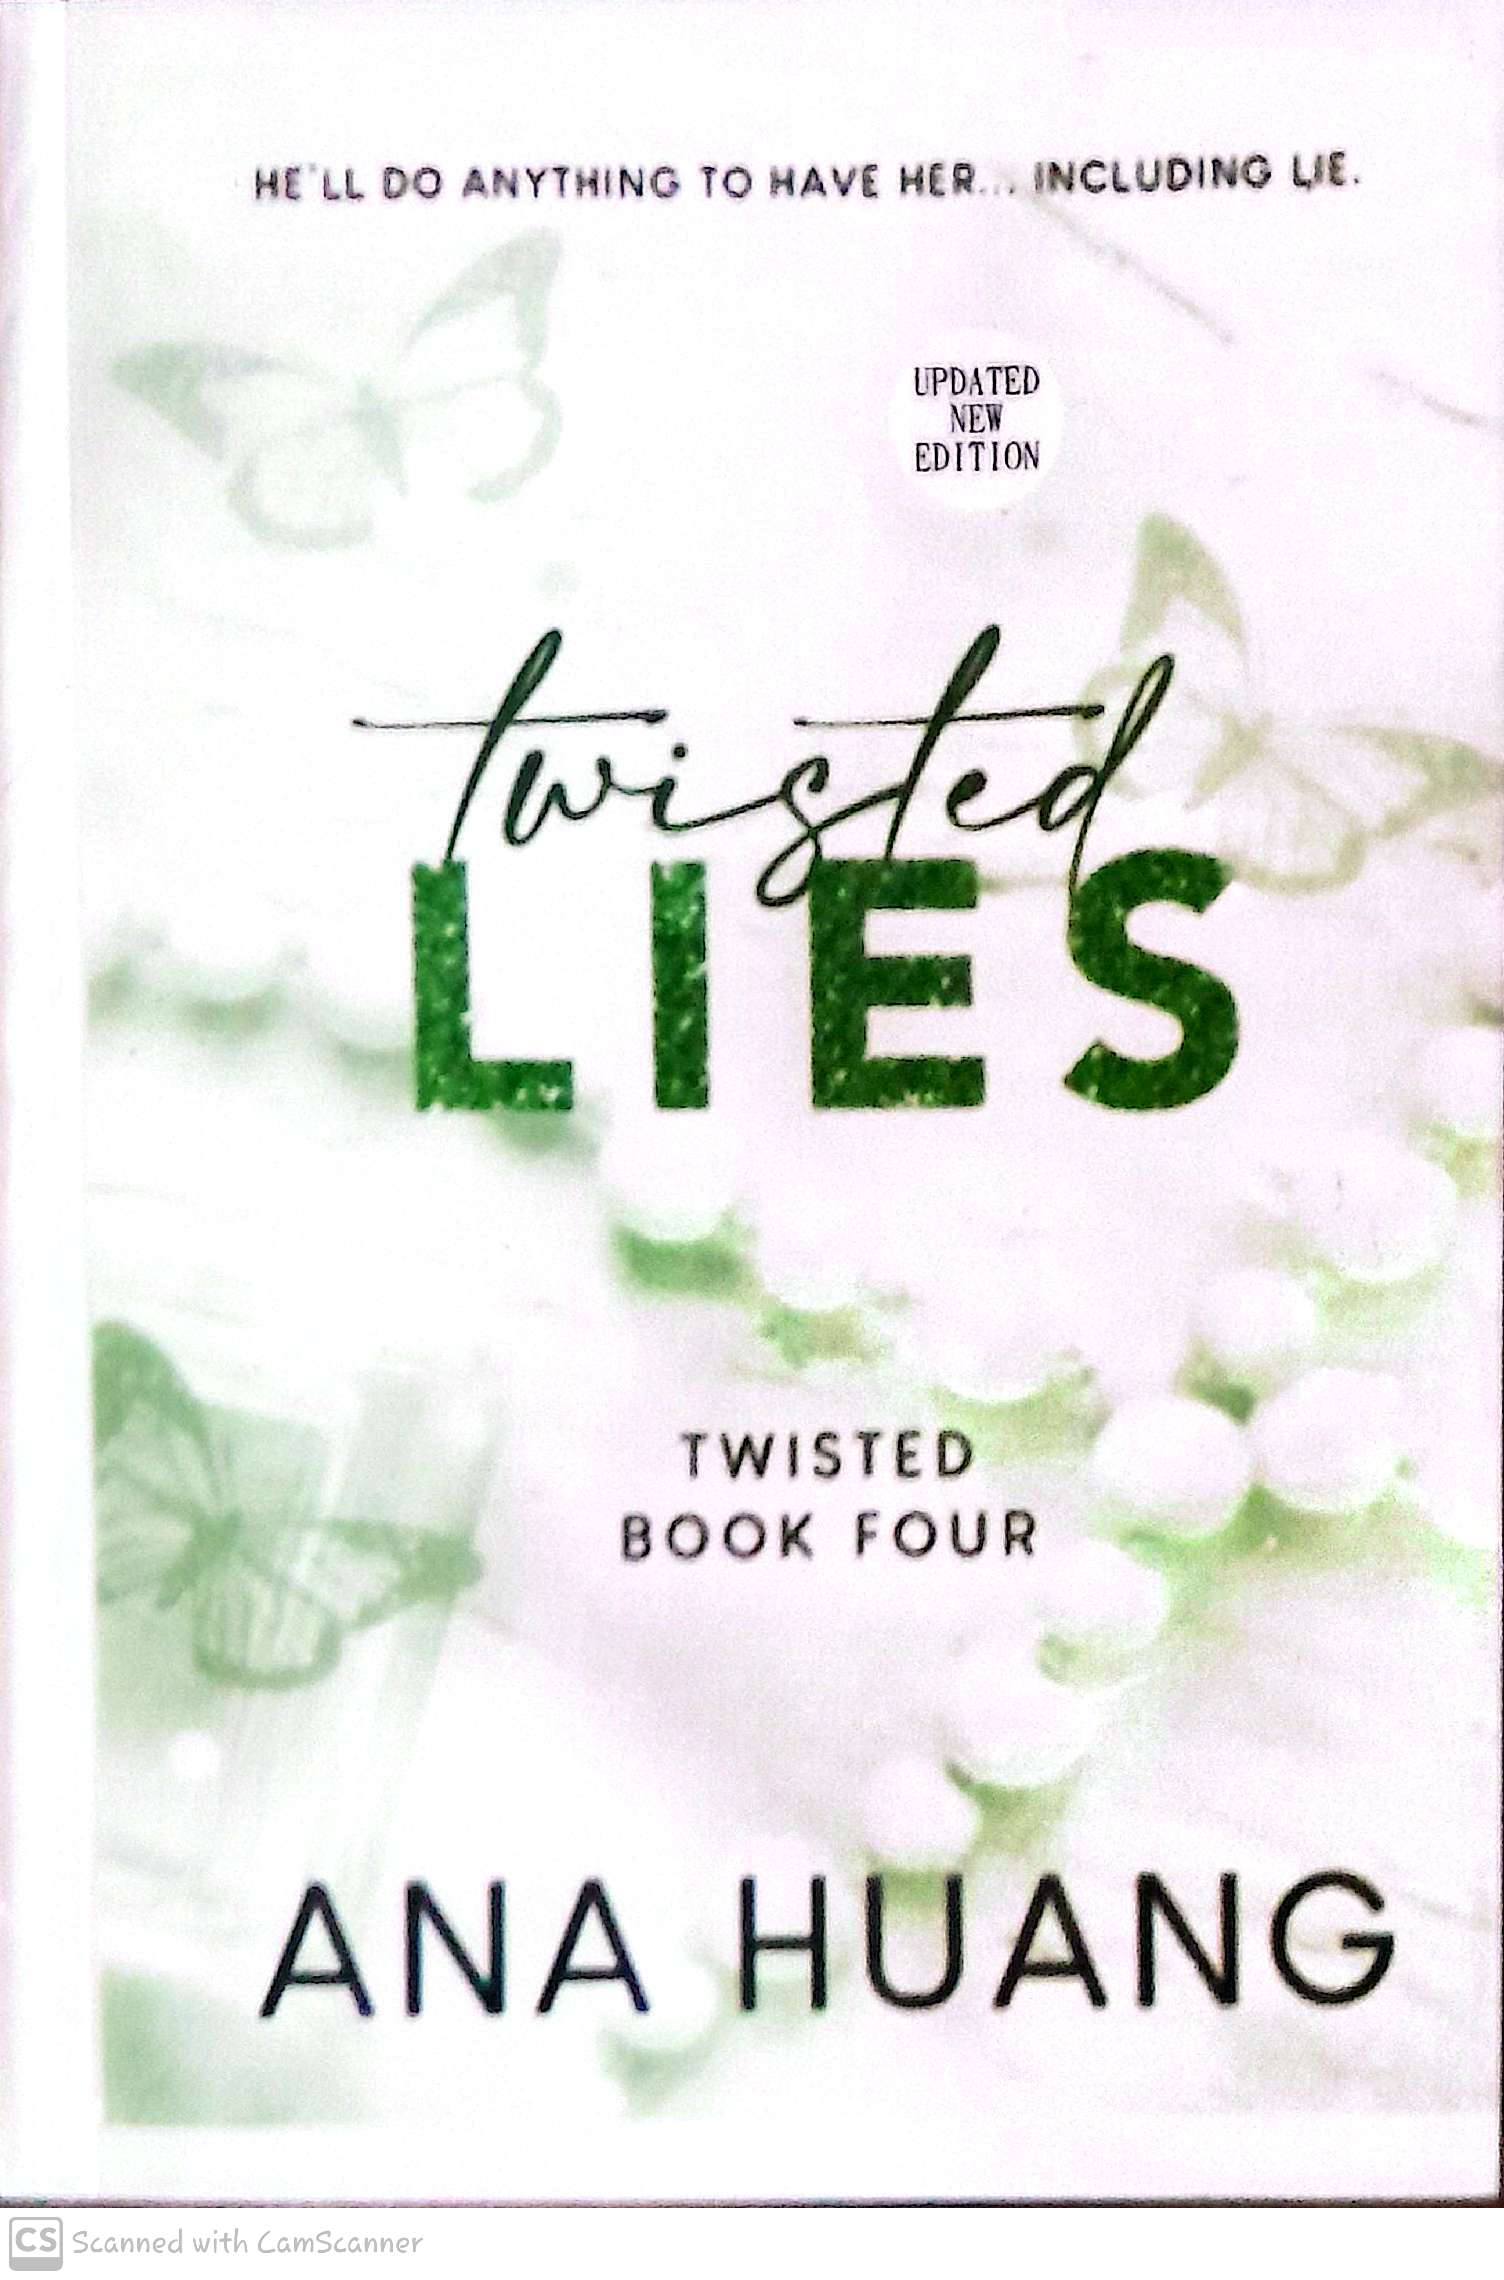 HE'LL DO ANYTHING TO HAVE HER... INCLUDING LIE.
UPDATED
NEW
EDITION
twisted
LIES
TWISTED
BOOK FOUR
ANA HUANG
CS Scanned with CamScanner